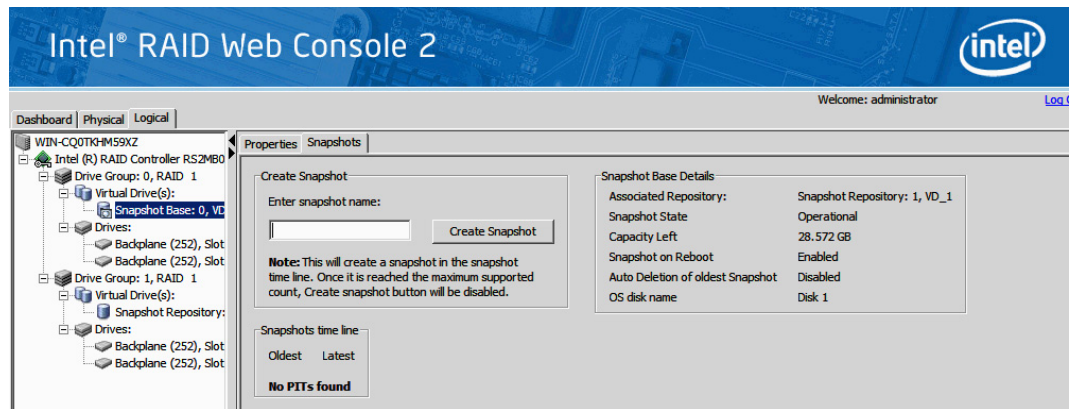 Intel® RAID Web Console 2
intel
Welcome: administrator
Log
Dashboard Physical Logical
WIN-CQ0TKHM59XZ
Intel (R) RAID Controller RS2MB0
Drive Group: 0, RAID 1
Virtual Drive(s):
Snapshot Base: 0, VD
Drives:
Backplane (252), Slot
Backplane (252), Slot
Drive Group: 1, RAID 1
Virtual Drive(s):
Snapshot Repository:
Drives:
Backplane (252), Slot
Backplane (252), Slot
Properties Snapshots
Create Snapshot
Enter snapshot name:
Create Snapshot
Note: This will create a snapshot in the snapshot
time line. Once it is reached the maximum supported
count, Create snapshot button will be disabled.
Snapshots time line
Oldest Latest
No PITs found
Snapshot Base Details
Associated Repository: Snapshot Repository: 1, VD_1
Snapshot State Operational
Capacity Left 28.572 GB
Snapshot on Reboot Enabled
Auto Deletion of oldest Snapshot Disabled
OS disk name Disk 1